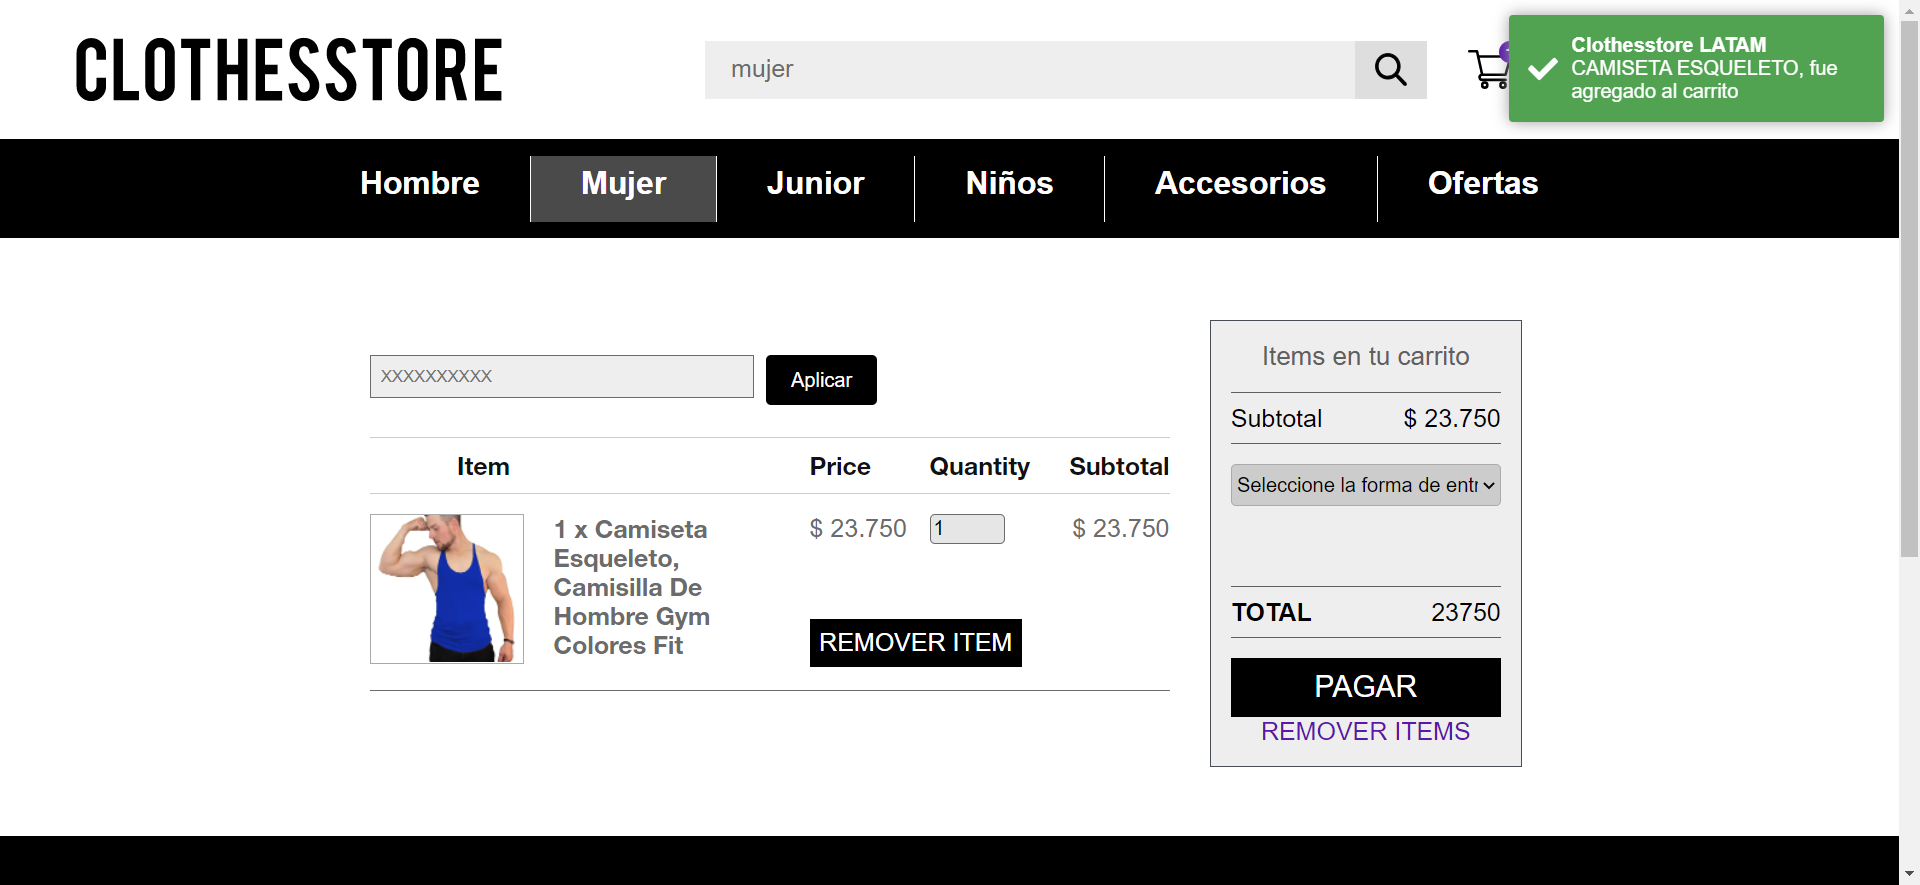 CLOTHESSTORE
mujer
Clothesstore LATAM
CAMISETA ESQUELETO, fue
agregado al carrito
Hombre
Mujer
Junior
Niños
Accesorios
Ofertas
XXXXXXXXXX
Aplicar
Item
Price
Quantity
Subtotal
1 x Camiseta
Esqueleto,
Camisilla De
Hombre Gym
Colores Fit
$ 23.750
1
$ 23.750
REMOVER ITEM
Items en tu carrito
Subtotal
$ 23.750
Seleccione la forma de entr
TOTAL
23750
PAGAR
REMOVER ITEMS